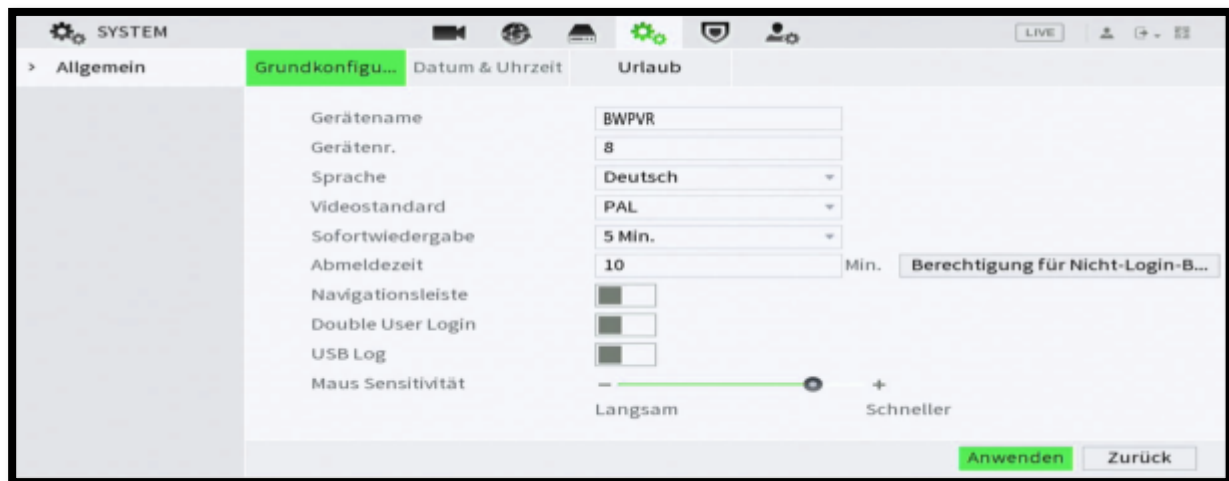 SYSTEM
LIVE
Allgemein
Grundkonfigu... Datum & Uhrzeit Urlaub
Gerätename BWPVR
Gerätenr. 8
Sprache Deutsch
Videostandard PAL
Sofortwiedergabe 5 Min.
Abmeldezeit 10 Min. Berechtigung für Nicht-Login-B...
Navigationsleiste
Double User Login
USB Log
Maus Sensitivität
Langsam Schneller
Anwenden Zurück